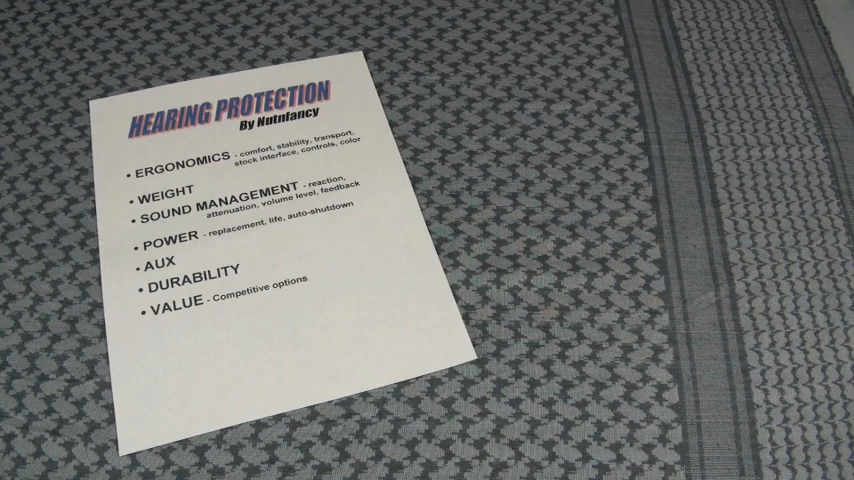 HEARING PROTECTION
By Nutnfancy
• ERGONOMICS - comfort, stability, transport,
stock interface, controls, color
• WEIGHT
• SOUND MANAGEMENT - reaction,
attenuation, volume level, feedback
• POWER - replacement, life, auto-shutdown
• AUX
• DURABILITY
• VALUE - Competitive options